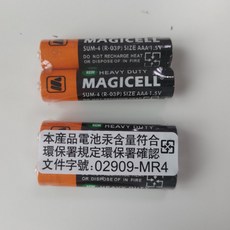 HEAVY DUTY
MAGICELL
SUM-4 (R-03P) SIZE AAA 1.5V
DO NOT RECHARGE HEAT
OR DISPOSE IN FIRE
HEAVY DUTY
MAGICELL
本產品電池汞含量符合
環保署規定環保署確認
文件字號:02909-MR4
OR DISPOSE IN FIRE